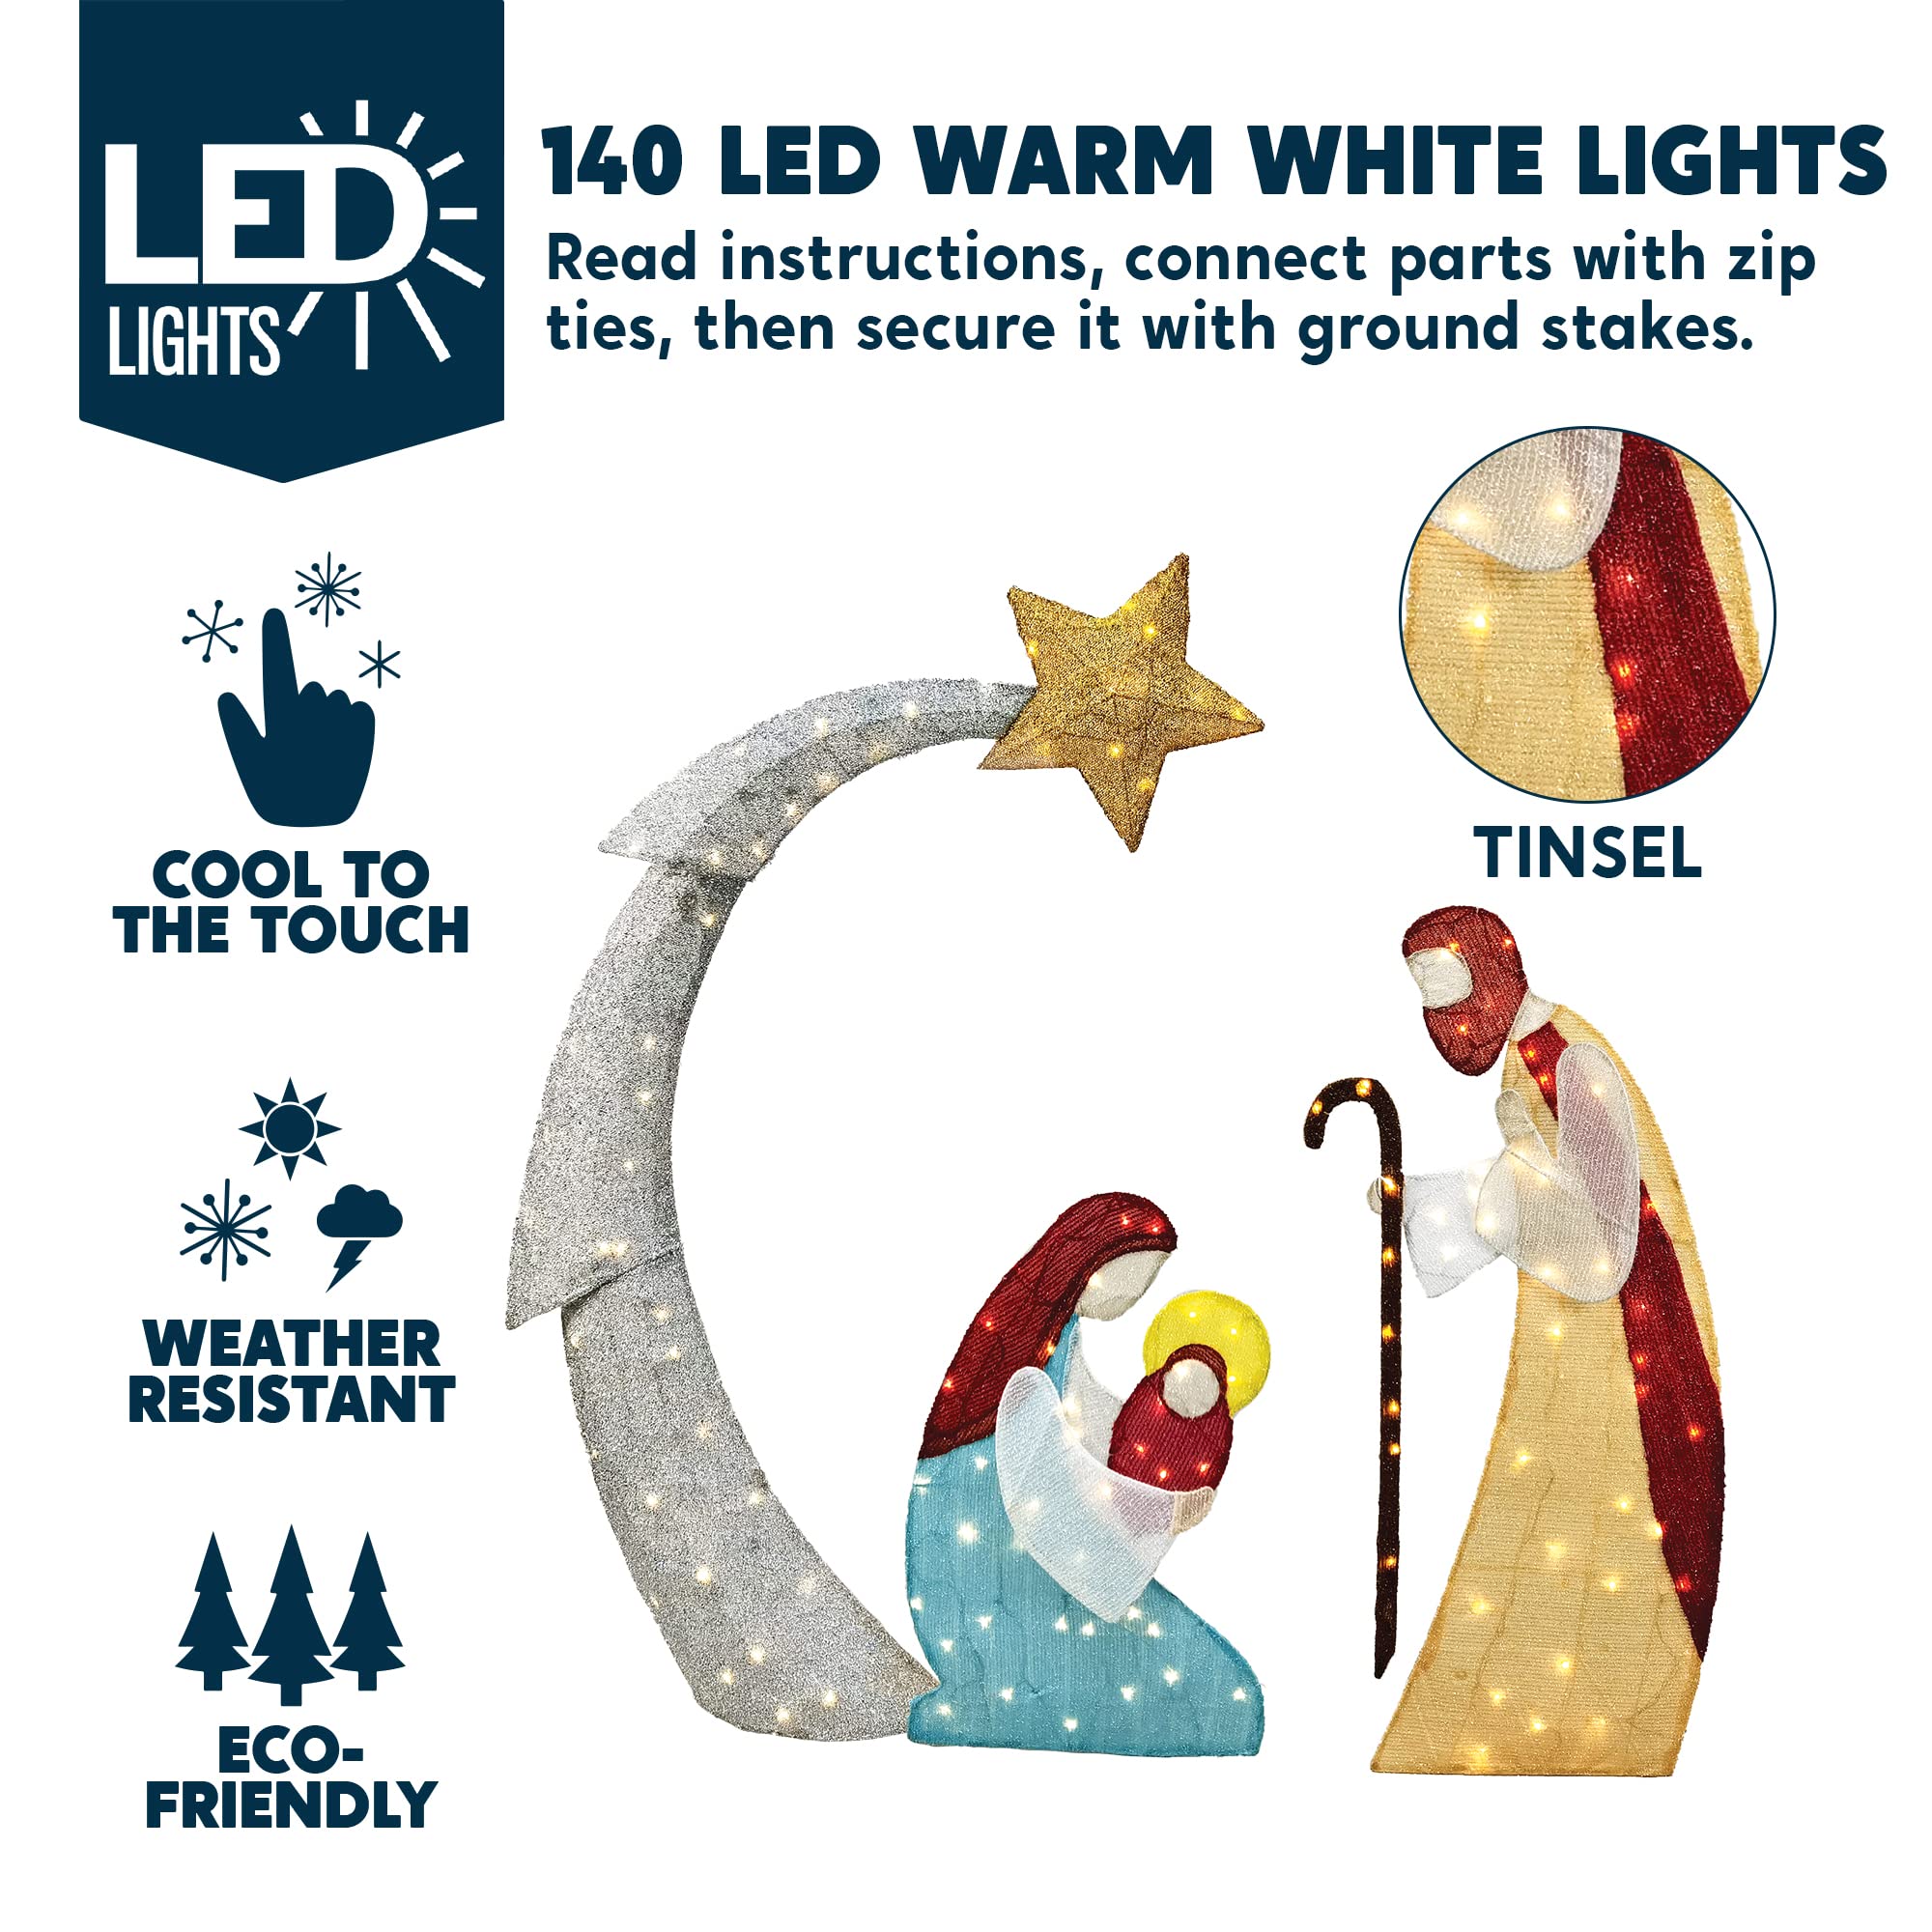 LED
LIGHTS
140 LED WARM WHITE LIGHTS
Read instructions, connect parts with zip
ties, then secure it with ground stakes.
TINSEL
COOL TO
THE TOUCH
WEATHER
RESISTANT
ECO-
FRIENDLY